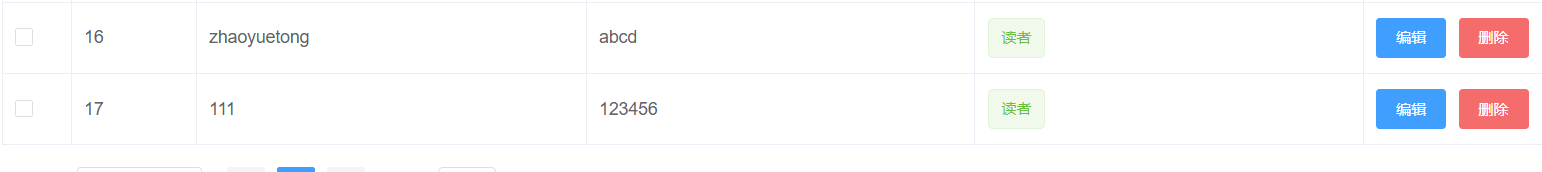 16 zhaoyuetong abcd 读者 编辑 删除
17 111 123456 读者 编辑 删除